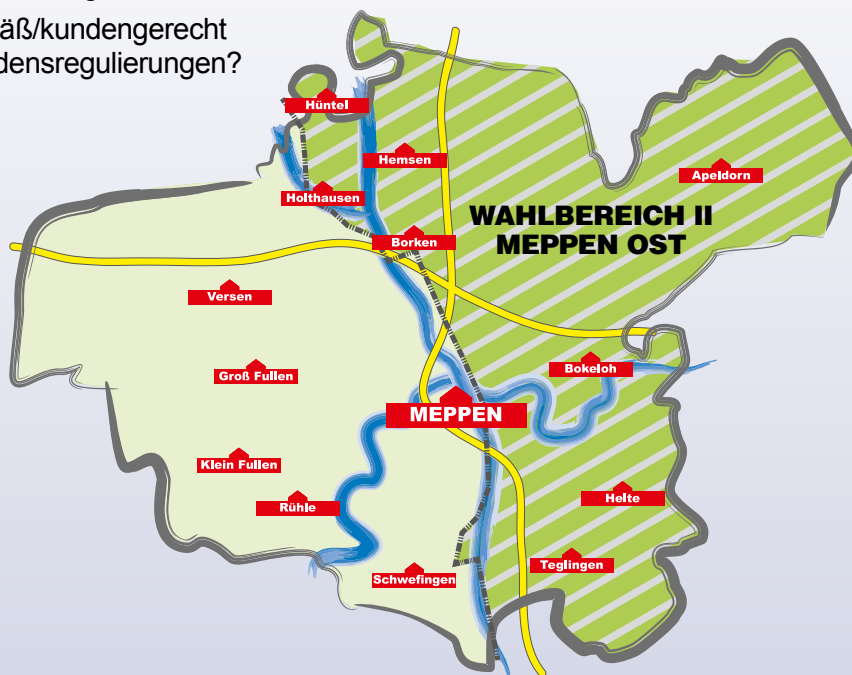 äß/kundengerecht
densregulierungen?
Hüntel
Hemsen
Apeldorn
Holthausen
WAHLBEREICH II
MEPPEN OST
Borken
Versen
Bokeloh
Groß Fullen
MEPPEN
Klein Fullen
Helte
Rühle
Teglingen
Schwefingen